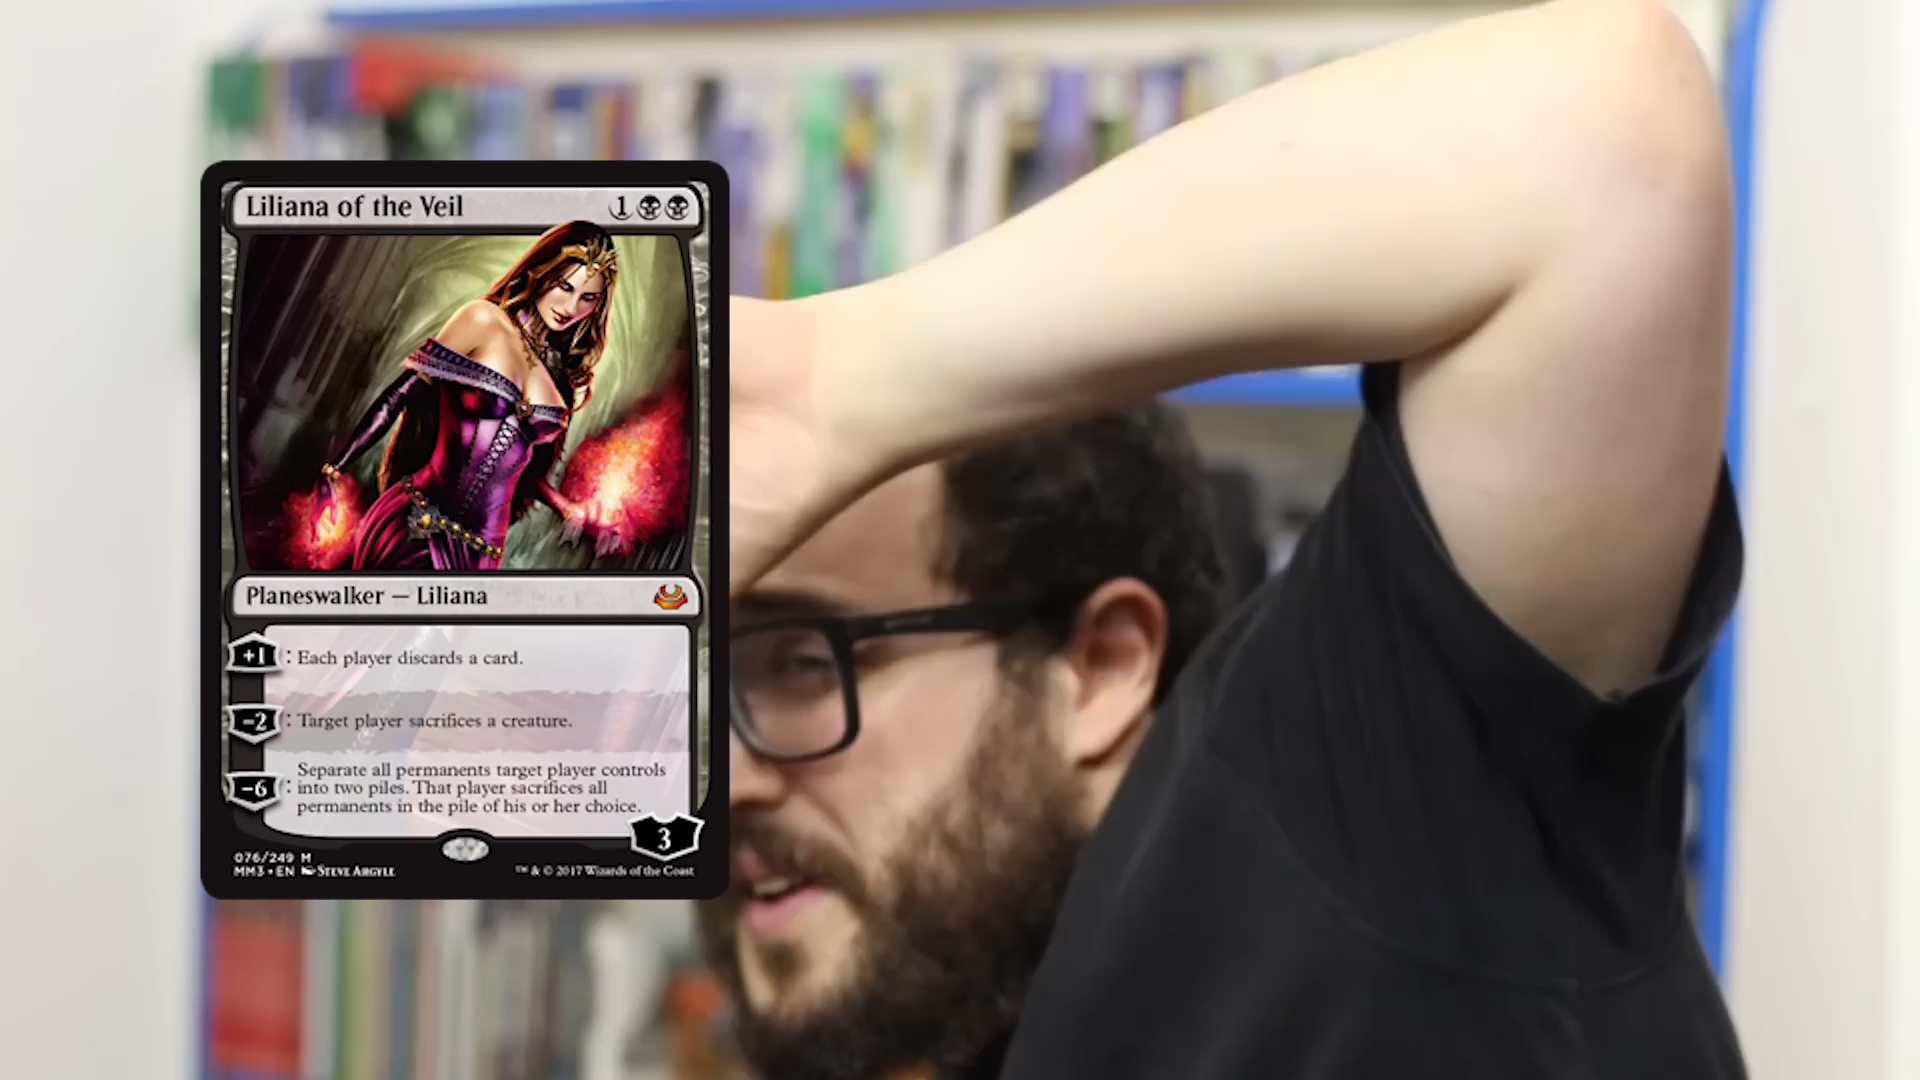 Liliana of the Veil 1
Planeswalker — Liliana
+1 : Each player discards a card.
−2 : Target player sacrifices a creature.
Separate all permanents target player controls
−6 : into two piles. That player sacrifices all
permanents in the pile of his or her choice.
3
076/249 M
MM3 • EN Steve Argyle ™ & © 2017 Wizards of the Coast